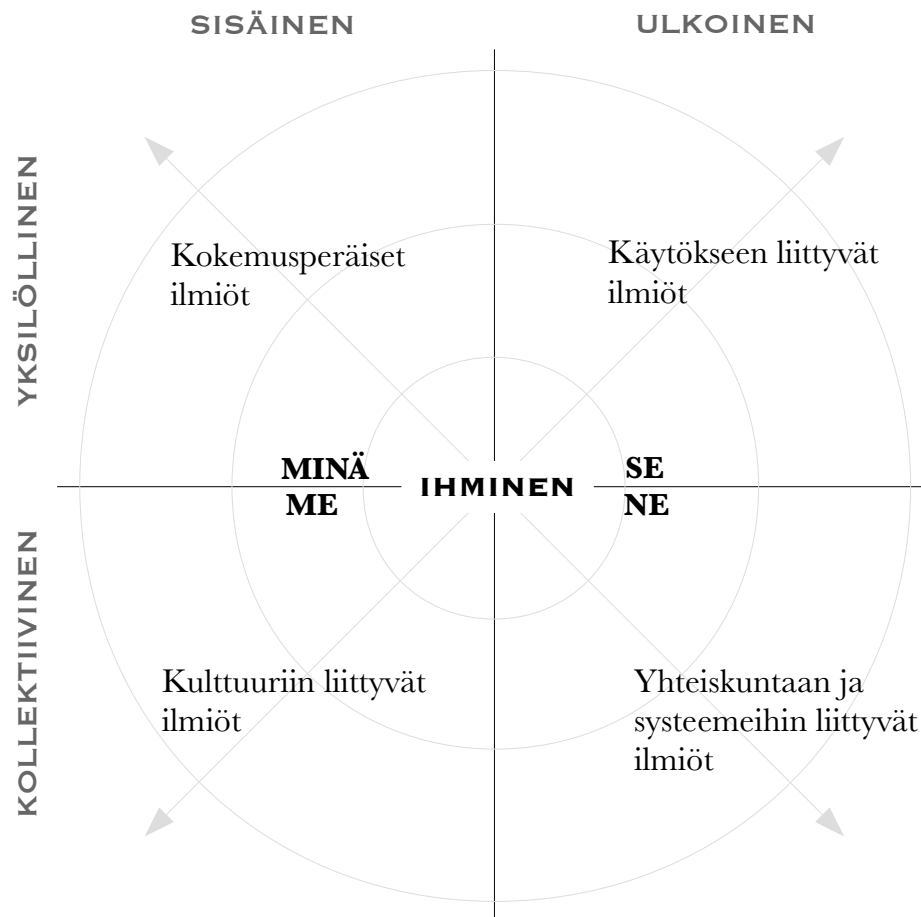 SISÄINEN
ULKOINEN
YKSILÖLLINEN
Kokemusperäiset
ilmiöt
Käytökseen liittyvät
ilmiöt
MINÄ
ME
IHMINEN
SE
NE
KOLLEKTIIVINEN
Kulttuuriin liittyvät
ilmiöt
Yhteiskuntaan ja
systeemeihin liittyvät
ilmiöt